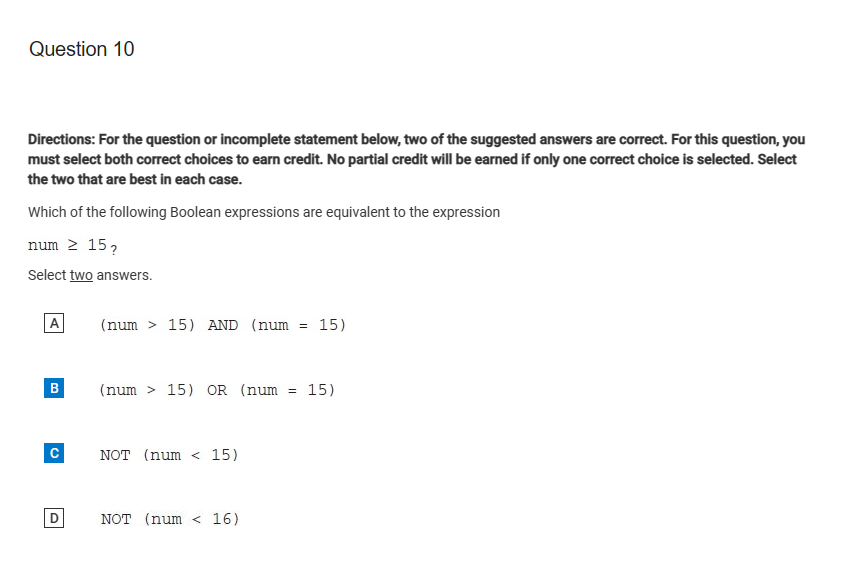 Question 10
Directions: For the question or incomplete statement below, two of the suggested answers are correct. For this question, you
must select both correct choices to earn credit. No partial credit will be earned if only one correct choice is selected. Select
the two that are best in each case.
Which of the following Boolean expressions are equivalent to the expression
num ≥ 15?
Select two answers.
A (num > 15) AND (num = 15)
B (num > 15) OR (num = 15)
C NOT (num < 15)
D NOT (num < 16)